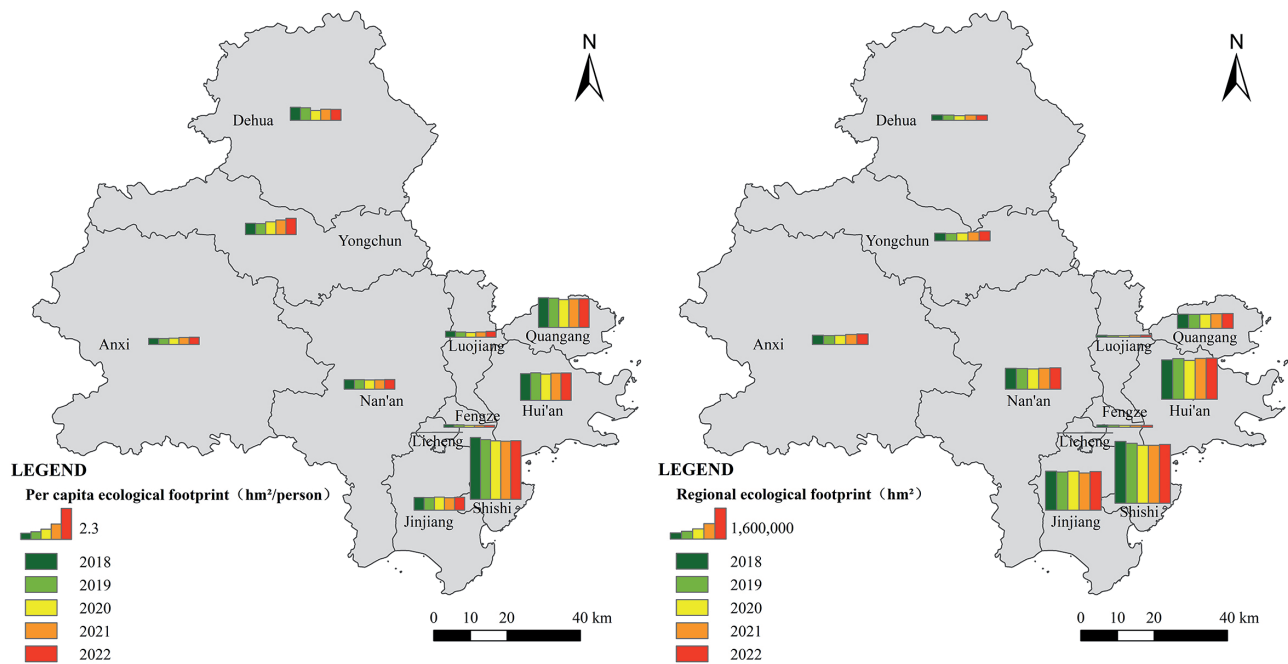 N
Dehua
Yongchun
Anxi
Quangang
Luojiang
Nan'an
Hui'an
Fengze
Licheng
Jinjiang
Shishi
LEGEND
Per capita ecological footprint（hm²/person）
2.3
2018
2019
2020
2021
2022
0 10 20 40 km
N
Dehua
Yongchun
Anxi
Quangang
Luojiang
Nan'an
Hui'an
Fengze
Licheng
Jinjiang
Shishi
LEGEND
Regional ecological footprint（hm²）
1,600,000
2018
2019
2020
2021
2022
0 10 20 40 km